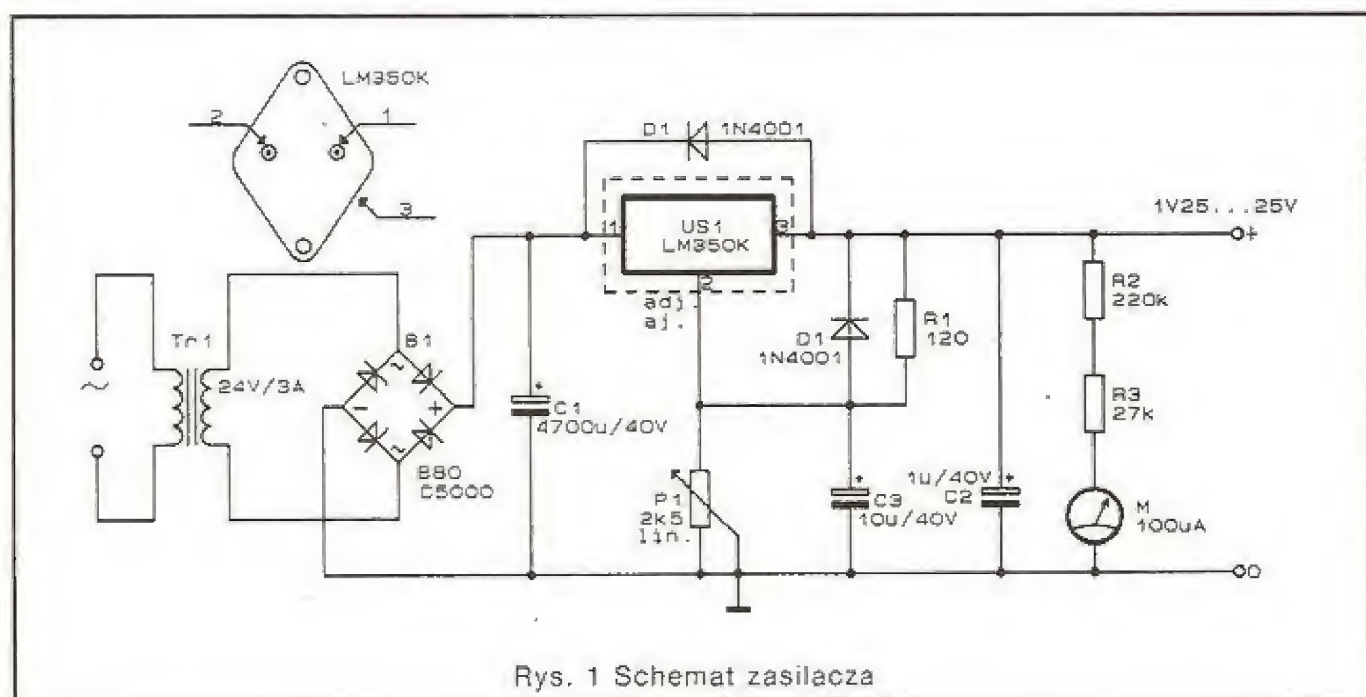 LM350K
2
1
3
D1
1N4001
1
US1
LM350K
3
2
adj.
aj.
1V25...25V
+
R2
220k
R1
120
D1
1N4001
R3
27k
Tr1
24V/3A
~
B1
~
-
+
~
B80
C5000
+
C1
4700u/40V
P1
2k5
lin.
+
C3
10u/40V
1u/40V
+
C2
M
100uA
0
Rys. 1 Schemat zasilacza